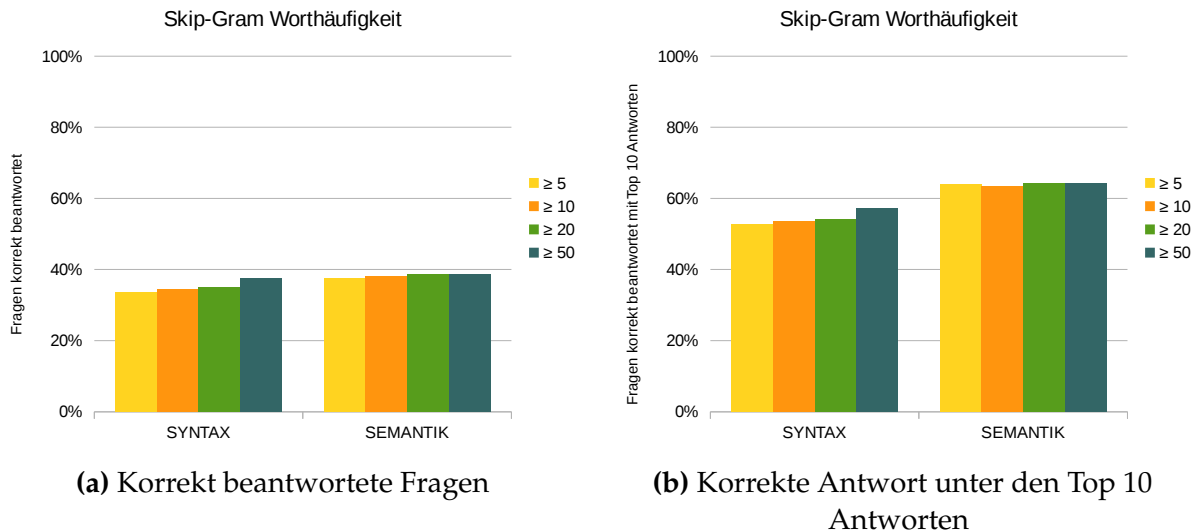 Skip-Gram Worthäufigkeit
Fragen korrekt beantwortet
100%
80%
60%
40%
20%
0%
SYNTAX
SEMANTIK
≥ 5
≥ 10
≥ 20
≥ 50
(a) Korrekt beantwortete Fragen
Skip-Gram Worthäufigkeit
Fragen korrekt beantwortet mit Top 10 Antworten
100%
80%
60%
40%
20%
0%
SYNTAX
SEMANTIK
≥ 5
≥ 10
≥ 20
≥ 50
(b) Korrekte Antwort unter den Top 10
Antworten